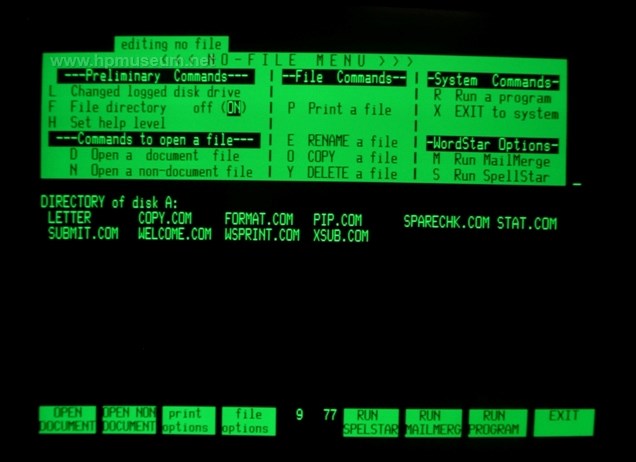 editing no file
www.hpmuseum.net
< < < NO-FILE MENU > > >
---Preliminary Commands---
L Changed logged disk drive
F File directory off (ON)
H Set help level
---Commands to open a file---
D Open a document file
N Open a non-document file
--File Commands--
P Print a file
E RENAME a file
O COPY a file
Y DELETE a file
-System Commands-
R Run a program
X EXIT to system
-WordStar Options-
M Run MailMerge
S Run SpellStar
DIRECTORY of disk A:
LETTER COPY.COM FORMAT.COM PIP.COM SPARECHK.COM STAT.COM
SUBMIT.COM WELCOME.COM WSPRINT.COM XSUB.COM
OPEN DOCUMENT
OPEN NON DOCUMENT
print options
file options
9 77
RUN SPELSTAR
RUN MAILMERG
RUN PROGRAM
EXIT